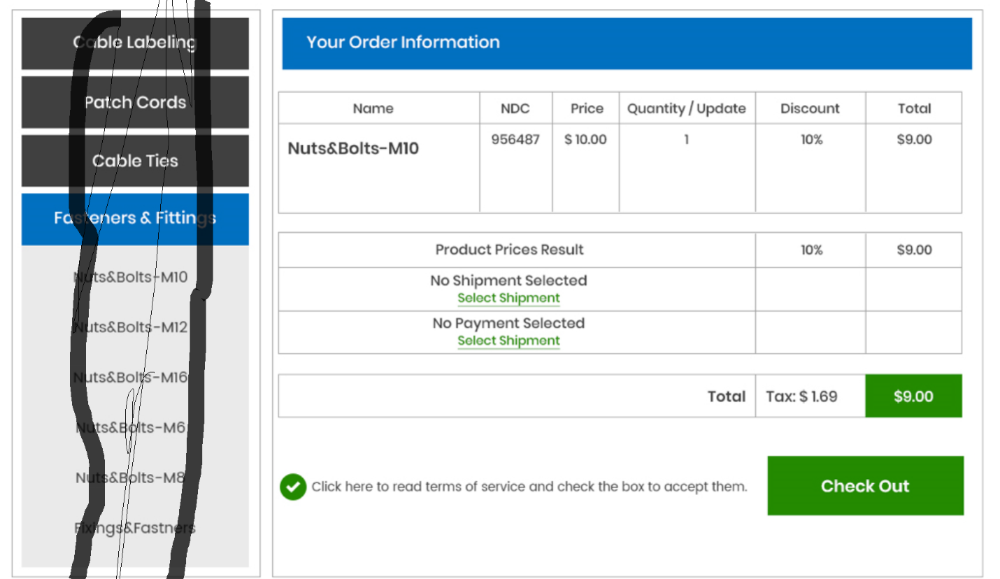 Cable Labeling
Patch Cords
Cable Ties
Fasteners & Fittings
Nuts&Bolts-M10
Nuts&Bolts-M12
Nuts&Bolts-M16
Nuts&Bolts-M6
Nuts&Bolts-M8
Fixings&Fastners
Your Order Information
Name NDC Price Quantity / Update Discount Total
Nuts&Bolts-M10 956487 $ 10.00 1 10% $9.00
Product Prices Result 10% $9.00
No Shipment Selected
Select Shipment
No Payment Selected
Select Shipment
Total Tax: $ 1.69 $9.00
Click here to read terms of service and check the box to accept them.
Check Out